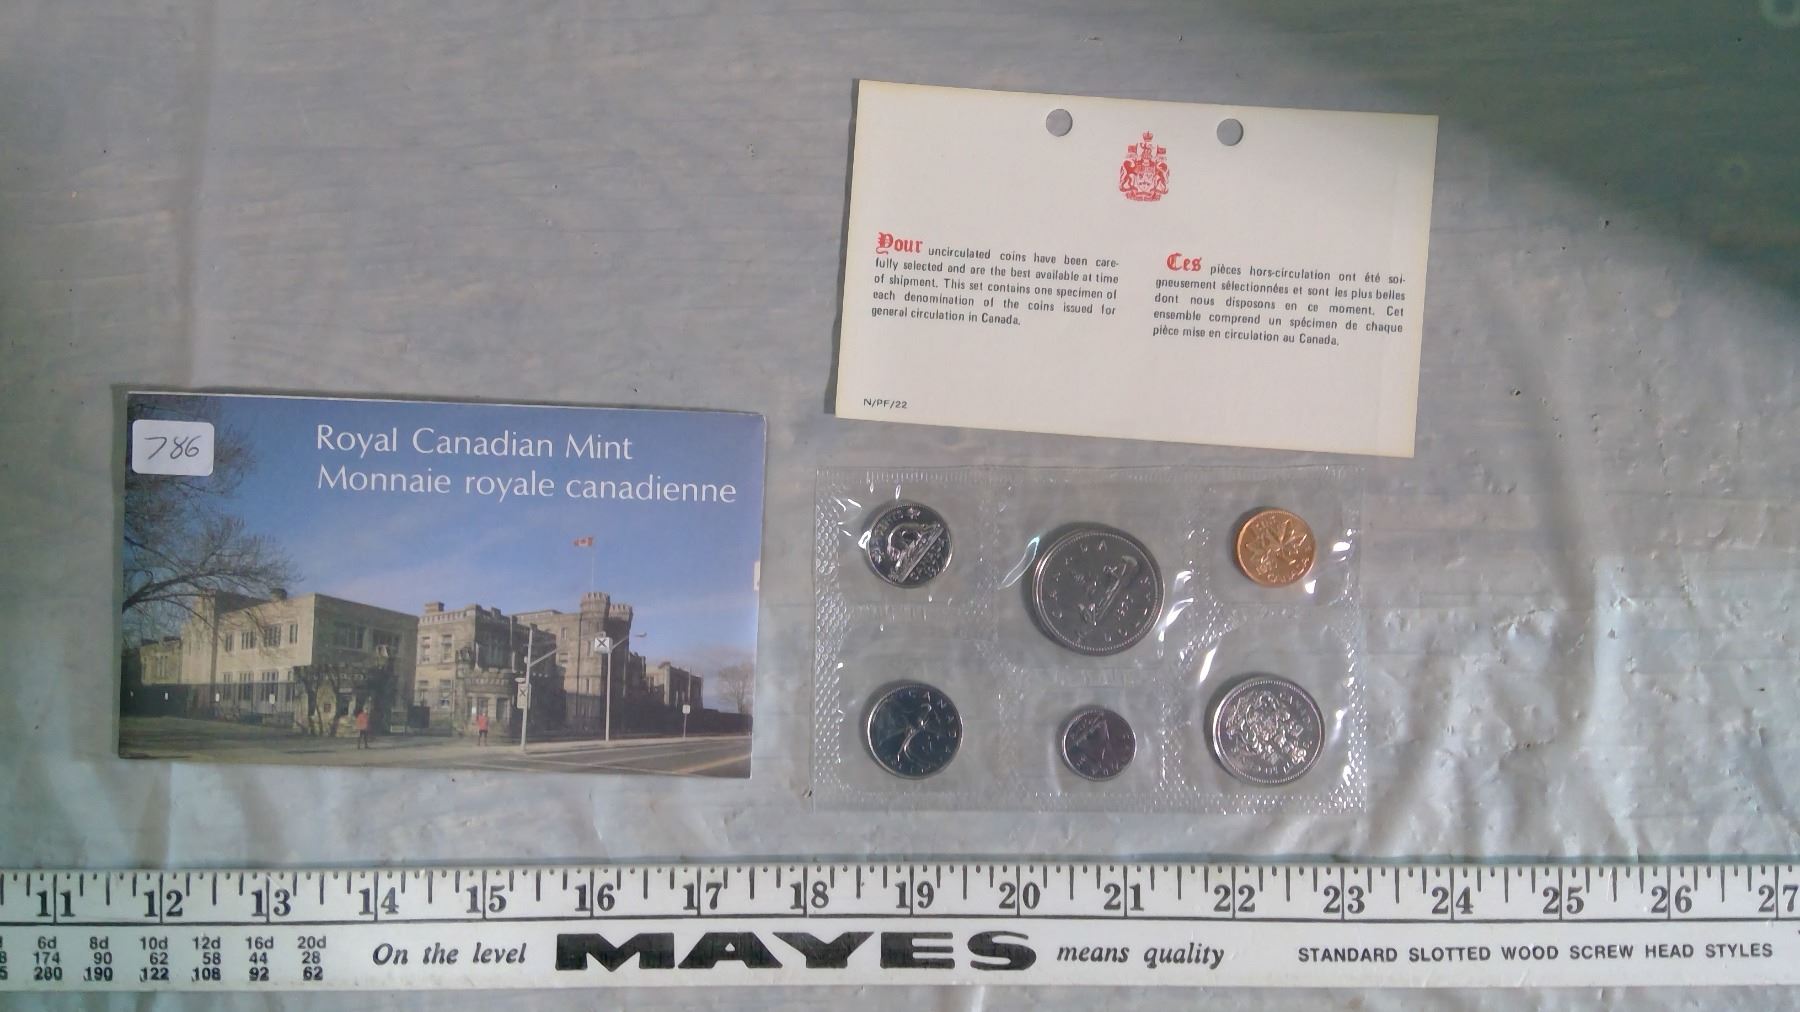 786
Royal Canadian Mint
Monnaie royale canadienne
Your uncirculated coins have been care-
fully selected and are the best available at time
of shipment. This set contains one specimen of
each denomination of the coins issued for
general circulation in Canada.
Ces pièces hors-circulation ont été soi-
gneusement sélectionnées et sont les plus belles
dont nous disposons en ce moment. Cet
ensemble comprend un spécimen de chaque
pièce mise en circulation au Canada.
N/PF/22
CANADA
CANADA
11 12 13 14 15 16 17 18 19 20 21 22 23 24 25 26 27
6d 8d 10d 12d 16d 20d
174 90 62 58 44 28
280 190 122 108 92 62
On the level MAYES means quality STANDARD SLOTTED WOOD SCREW HEAD STYLES